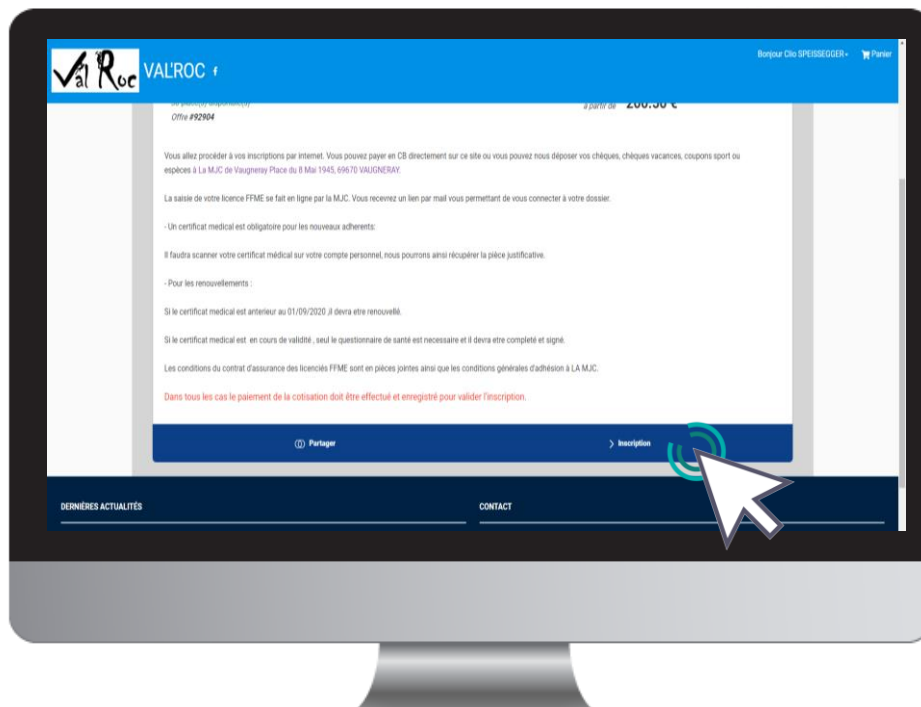 Val Roc VAL'ROC f
Bonjour Clio SPEISSEGGER Panier
à partir de
Offre #92904
Vous allez procéder à vos inscriptions par internet. Vous pouvez payer en CB directement sur ce site ou vous pouvez nous déposer vos chèques, chèques vacances, coupons sport ou
espèces à La MJC de Vaugneray Place du 8 Mai 1945, 69670 VAUGNERAY.
La saisie de votre licence FFME se fait en ligne par la MJC. Vous recevrez un lien par mail vous permettant de vous connecter à votre dossier.
- Un certificat medical est obligatoire pour les nouveaux adherents:
Il faudra scanner votre certificat médical sur votre compte personnel, nous pourrons ainsi récupérer la pièce justificative.
- Pour les renouvellements :
Si le certificat medical est anterieur au 01/09/2020 ,il devra etre renouvellé.
Si le certificat medical est en cours de validité , seul le questionnaire de santé est necessaire et il devra etre completé et signé.
Les conditions du contrat d'assurance des licenciés FFME sont en pièces jointes ainsi que les conditions générales d'adhésion à LA MJC.
Dans tous les cas le paiement de la cotisation doit être effectué et enregistré pour valider l'inscription.
Partager
Inscription
DERNIÈRES ACTUALITÉS
CONTACT